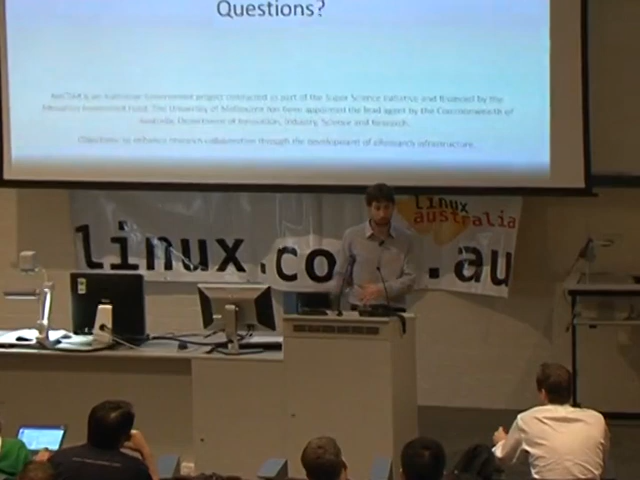 Questions?
NeCTAR is an Australian Government project conducted as part of the Super Science initiative and financed by the
Education Investment Fund. The University of Melbourne has been appointed the lead agent by the Commonwealth of
Australia, Department of Innovation, Industry, Science and Research.
Objectives: to enhance research collaboration through the development of eResearch infrastructure.
linux
australia
linux.co .au